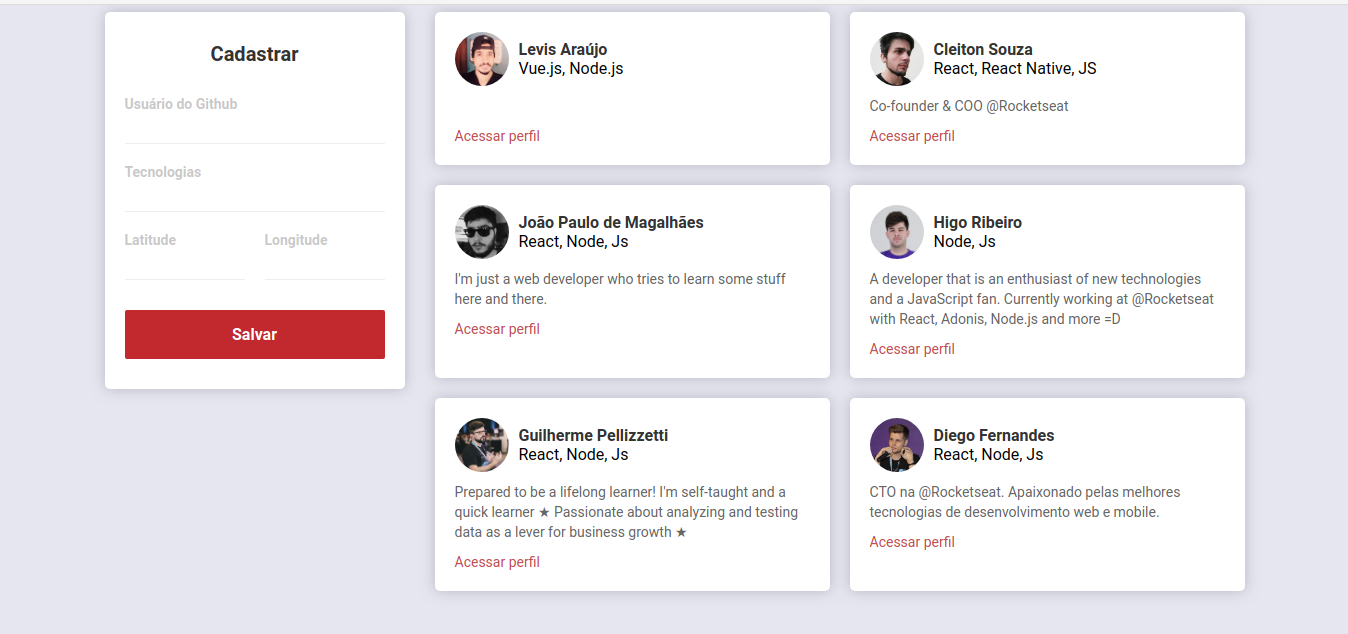 Cadastrar
Usuário do Github
Tecnologias
Latitude
Longitude
Salvar
Levis Araújo
Vue.js, Node.js
Acessar perfil
Cleiton Souza
React, React Native, JS
Co-founder & COO @Rocketseat
Acessar perfil
João Paulo de Magalhães
React, Node, Js
I'm just a web developer who tries to learn some stuff
here and there.
Acessar perfil
Higo Ribeiro
Node, Js
A developer that is an enthusiast of new technologies
and a JavaScript fan. Currently working at @Rocketseat
with React, Adonis, Node.js and more =D
Acessar perfil
Guilherme Pellizzetti
React, Node, Js
Prepared to be a lifelong learner! I'm self-taught and a
quick learner ★ Passionate about analyzing and testing
data as a lever for business growth ★
Acessar perfil
Diego Fernandes
React, Node, Js
CTO na @Rocketseat. Apaixonado pelas melhores
tecnologias de desenvolvimento web e mobile.
Acessar perfil